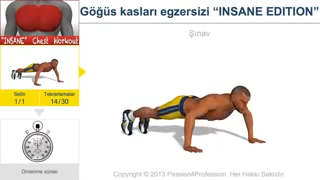 Göğüs kasları egzersizi “INSANE EDITION”
"INSANE" Chest Workout
Şınav
Setin
Tekrarlamalar
1/1
14/30
Dinlenme süresi
Copyright © 2013 Passion4Profession. Her Hakkı Saklıdır.